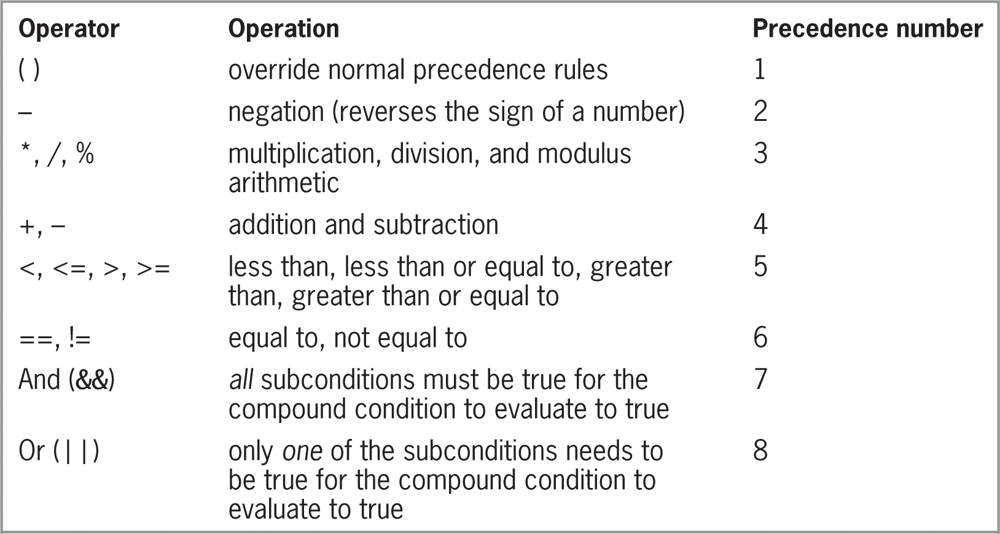 Operator Operation Precedence number
( ) override normal precedence rules 1
– negation (reverses the sign of a number) 2
*, /, % multiplication, division, and modulus 3
arithmetic
+, – addition and subtraction 4
<, <=, >, >= less than, less than or equal to, greater 5
than, greater than or equal to
==, != equal to, not equal to 6
And (&&) all subconditions must be true for the 7
compound condition to evaluate to true
Or (||) only one of the subconditions needs to 8
be true for the compound condition to
evaluate to true